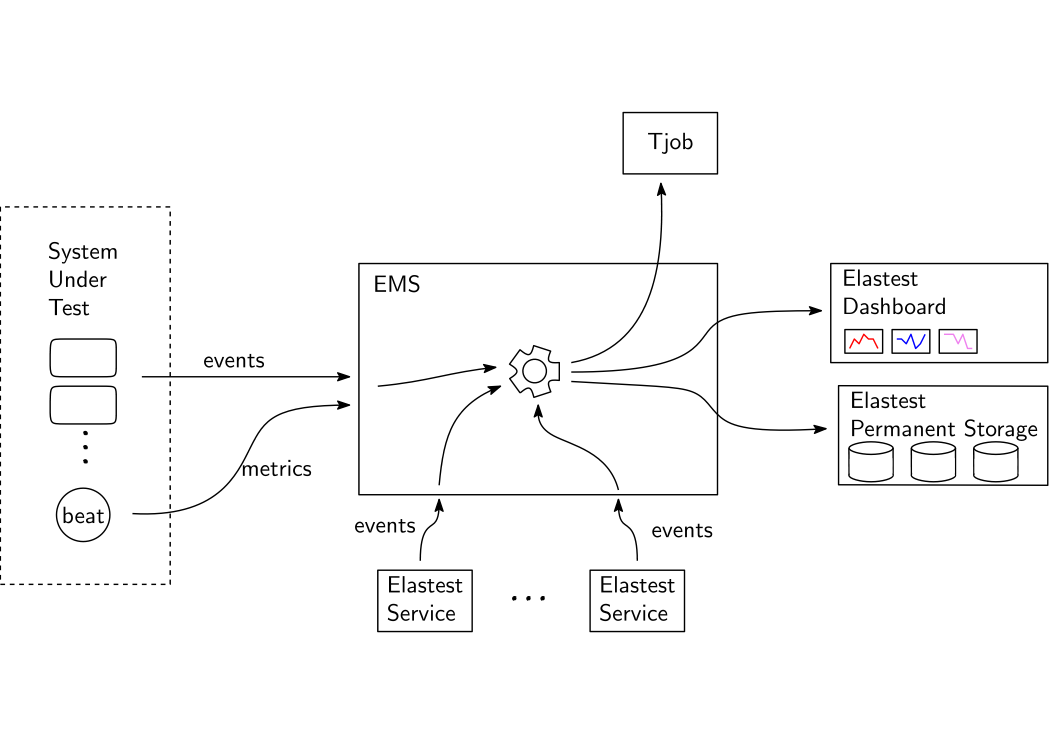 Tjob
System
Under
Test
EMS
Elastest
Dashboard
events
Elastest
Permanent Storage
metrics
beat
events
events
Elastest
Service
Elastest
Service